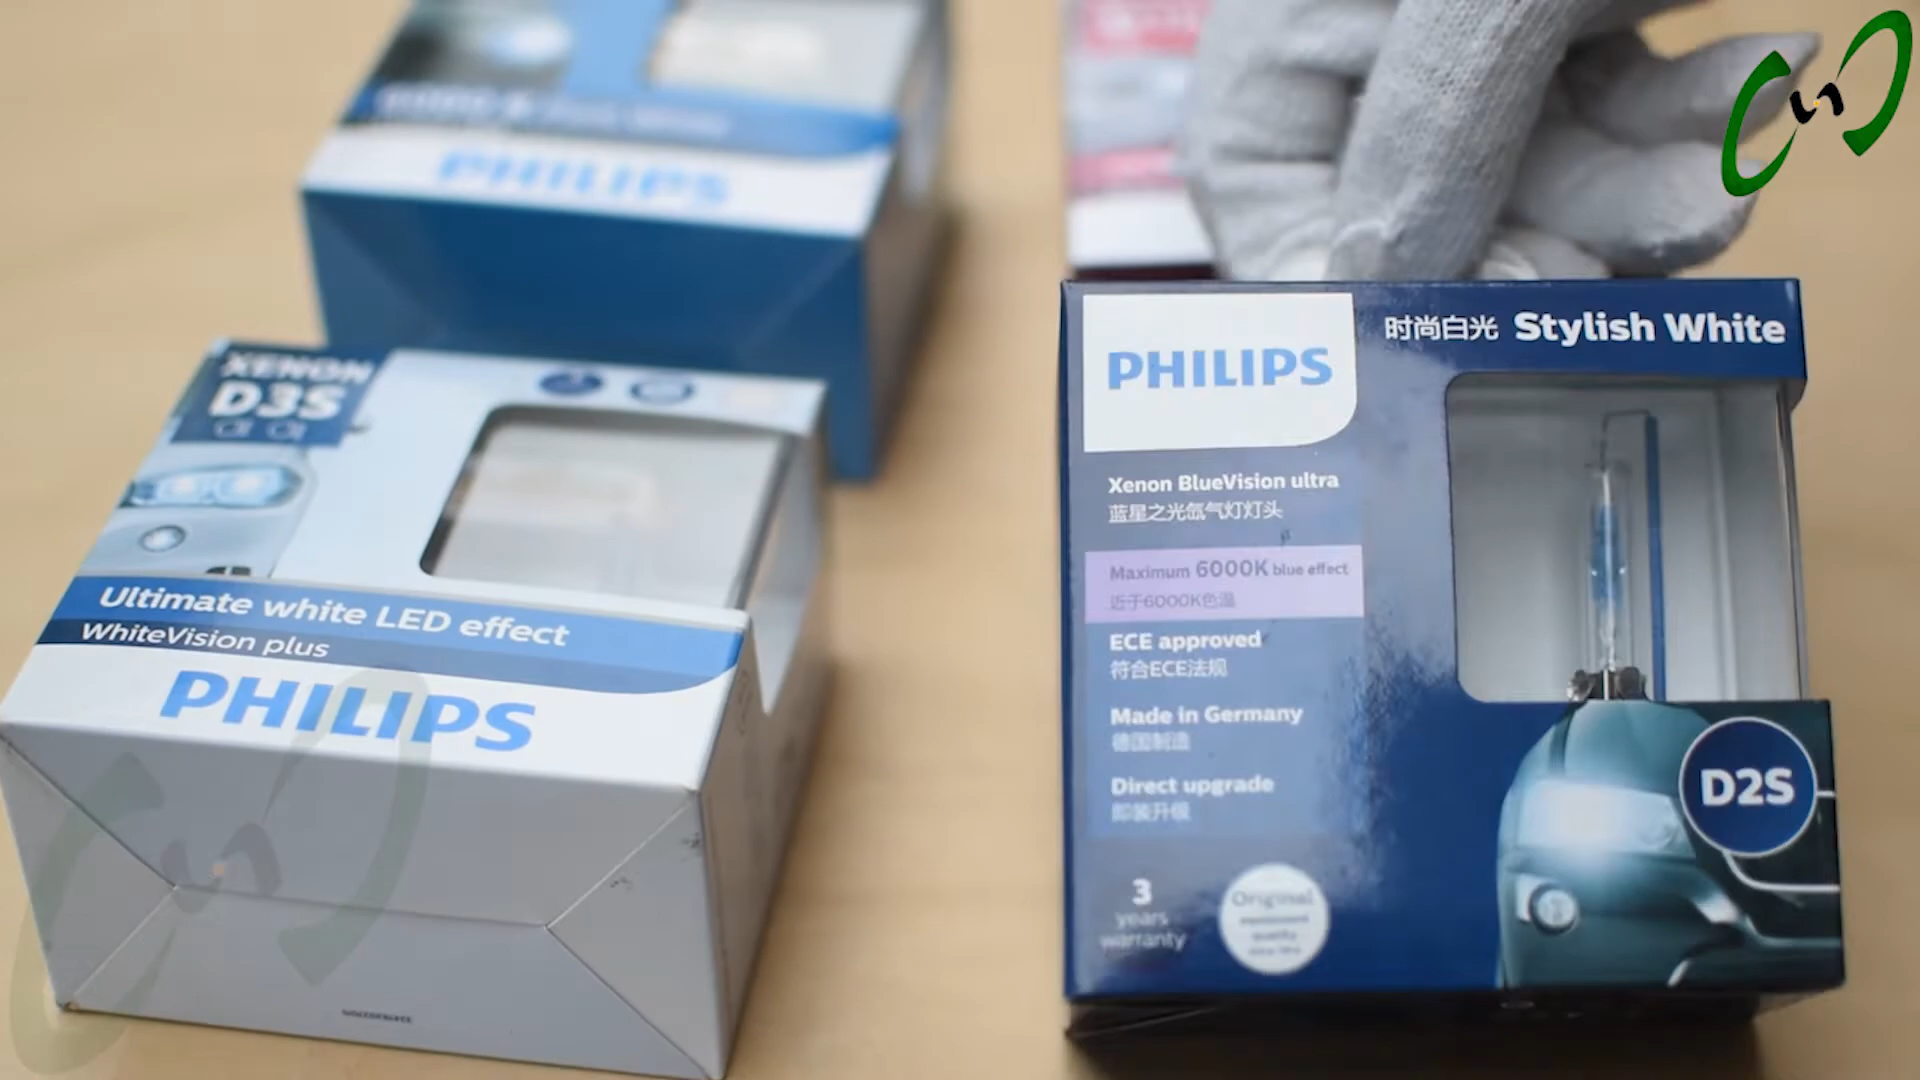 PHILIPS
XENON
D3S
Ultimate white LED effect
WhiteVision plus
PHILIPS
时尚白光 Stylish White
PHILIPS
Xenon BlueVision ultra
蓝星之光氙气灯灯头
Maximum 6000K blue effect
近于6000K色温
ECE approved
符合ECE法规
Made in Germany
德国制造
Direct upgrade
即装升级
D2S
3
years
warranty
Original
equipment
quality